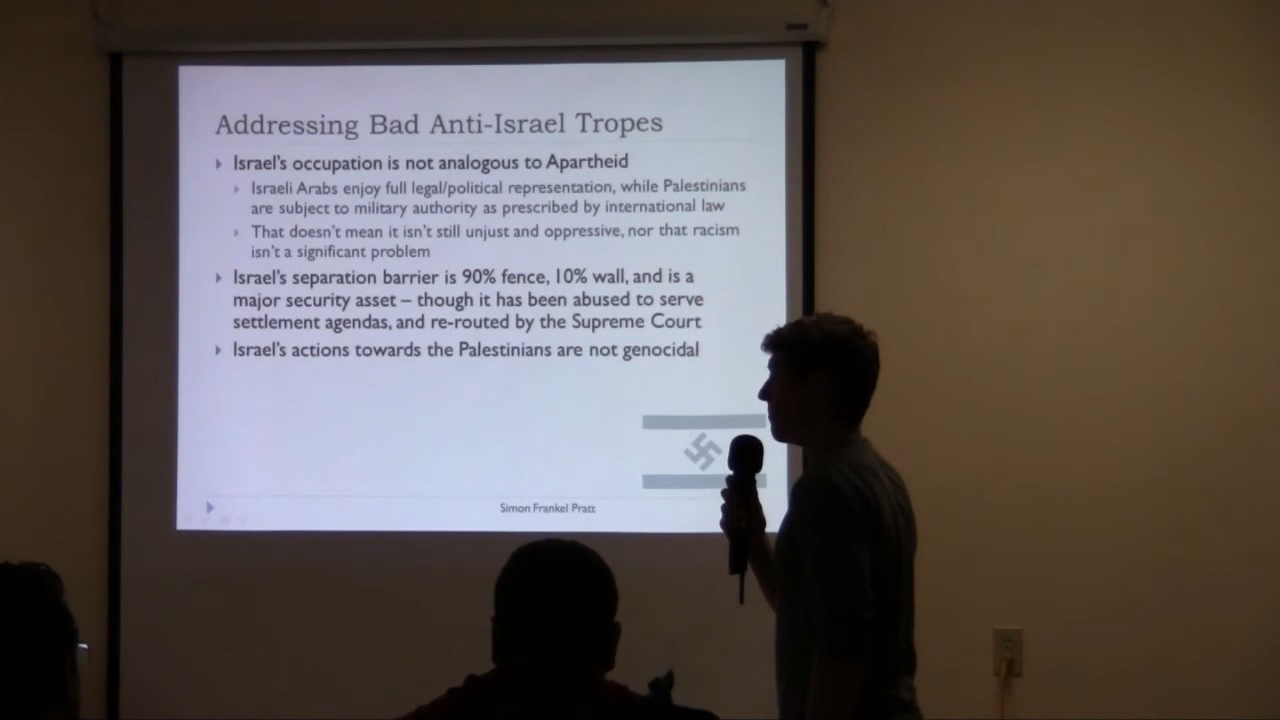 Addressing Bad Anti-Israel Tropes
Israel's occupation is not analogous to Apartheid
Israeli Arabs enjoy full legal/political representation, while Palestinians
are subject to military authority as prescribed by international law
That doesn't mean it isn't still unjust and oppressive, nor that racism
isn't a significant problem
Israel's separation barrier is 90% fence, 10% wall, and is a
major security asset – though it has been abused to serve
settlement agendas, and re-routed by the Supreme Court
Israel's actions towards the Palestinians are not genocidal
Simon Frankel Pratt